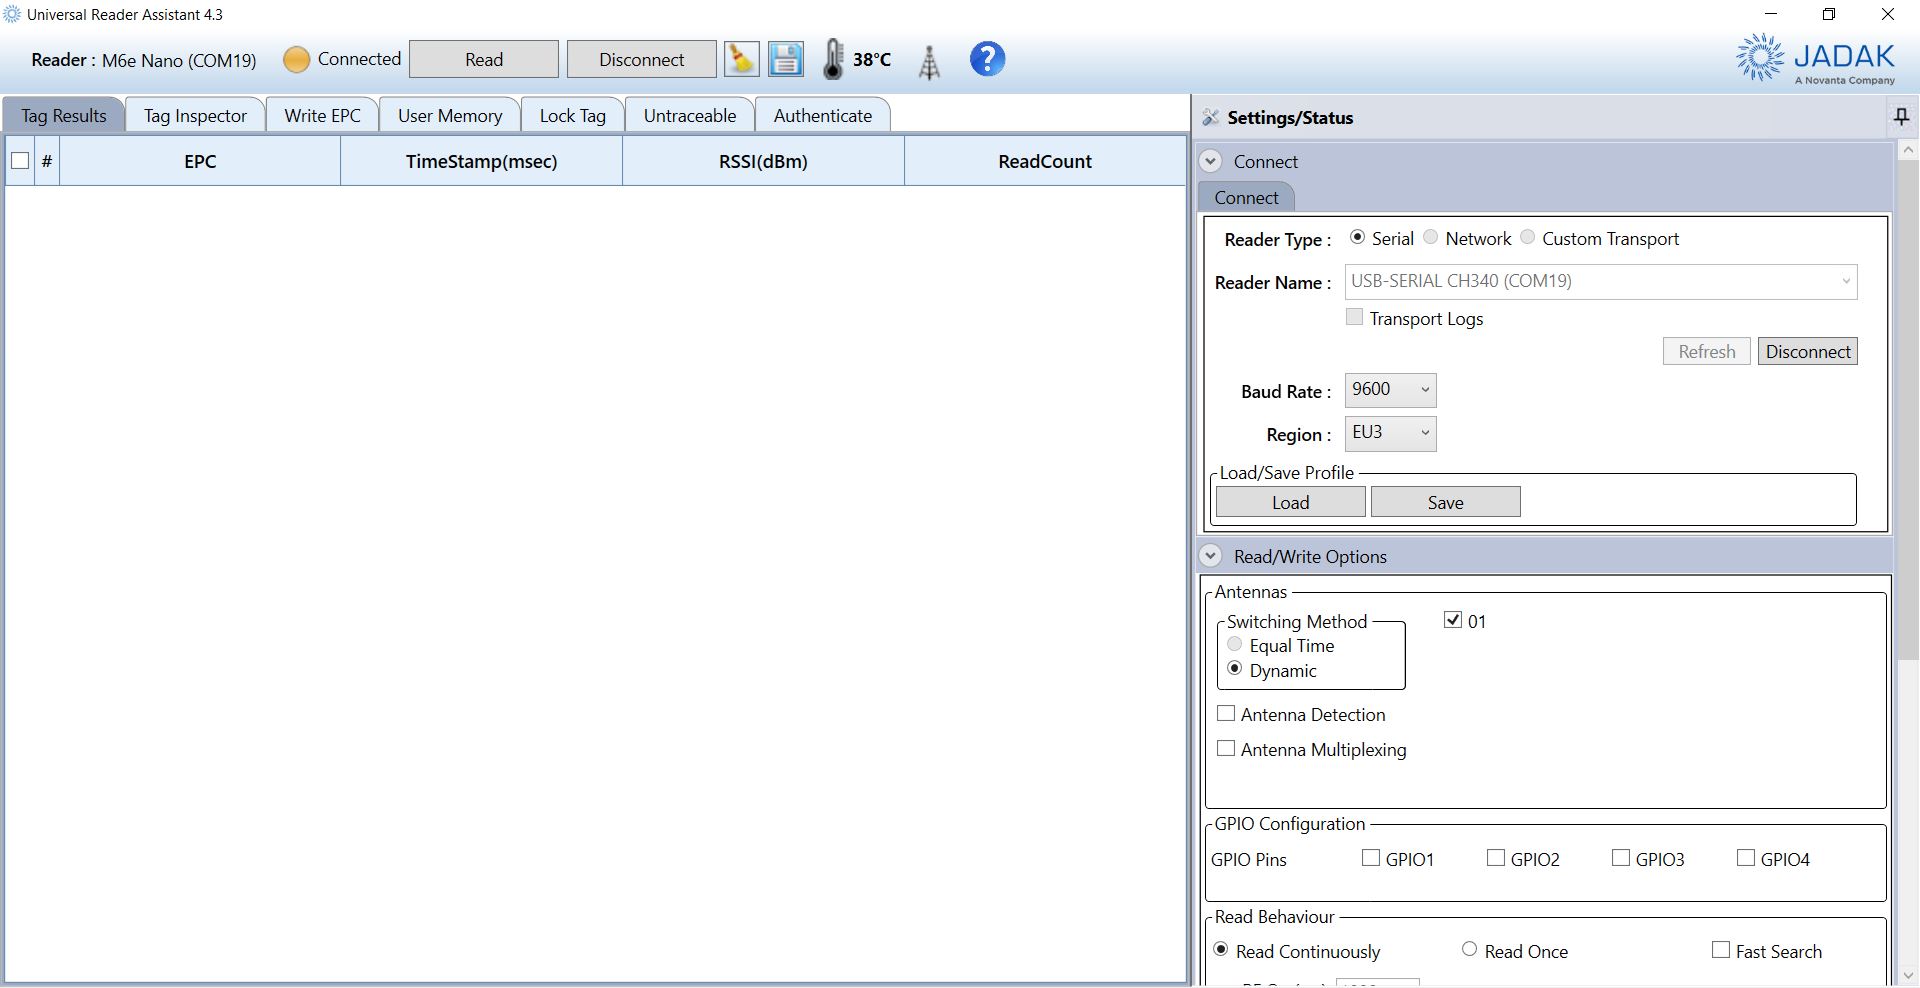 Universal Reader Assistant 4.3
Reader : M6e Nano (COM19) Connected Read Disconnect 38°C ?
JADAK
A Novanta Company
Tag Results Tag Inspector Write EPC User Memory Lock Tag Untraceable Authenticate
# EPC TimeStamp(msec) RSSI(dBm) ReadCount
Settings/Status
Connect
Connect
Reader Type : Serial Network Custom Transport
Reader Name : USB-SERIAL CH340 (COM19)
Transport Logs
Refresh Disconnect
Baud Rate : 9600
Region : EU3
Load/Save Profile
Load Save
Read/Write Options
Antennas
Switching Method 01
Equal Time
Dynamic
Antenna Detection
Antenna Multiplexing
GPIO Configuration
GPIO Pins GPIO1 GPIO2 GPIO3 GPIO4
Read Behaviour
Read Continuously Read Once Fast Search